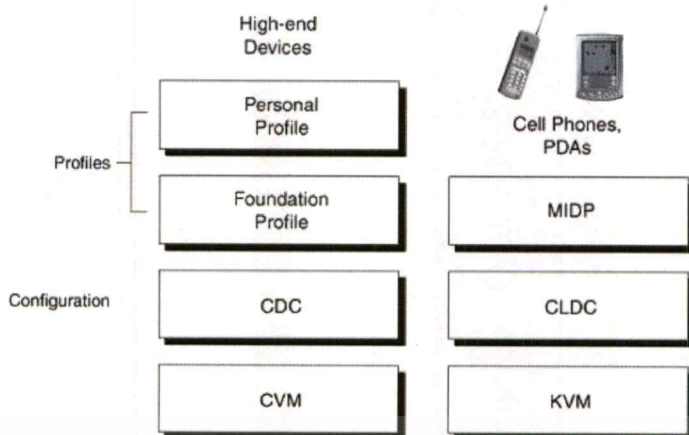 High-end
Devices
Personal
Profile
Cell Phones,
PDAs
Profiles
Foundation
Profile
MIDP
Configuration
CDC
CLDC
CVM
KVM